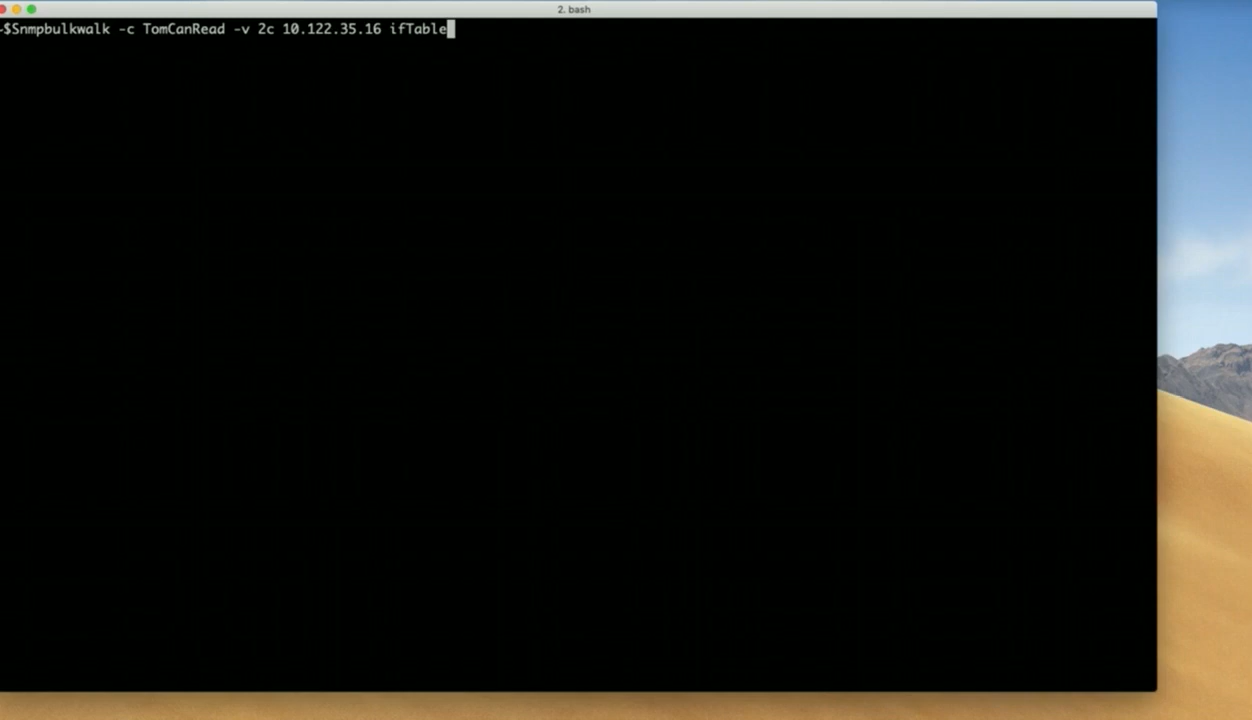 2. bash
~$Snmpbulkwalk -c TomCanRead -v 2c 10.122.35.16 ifTable